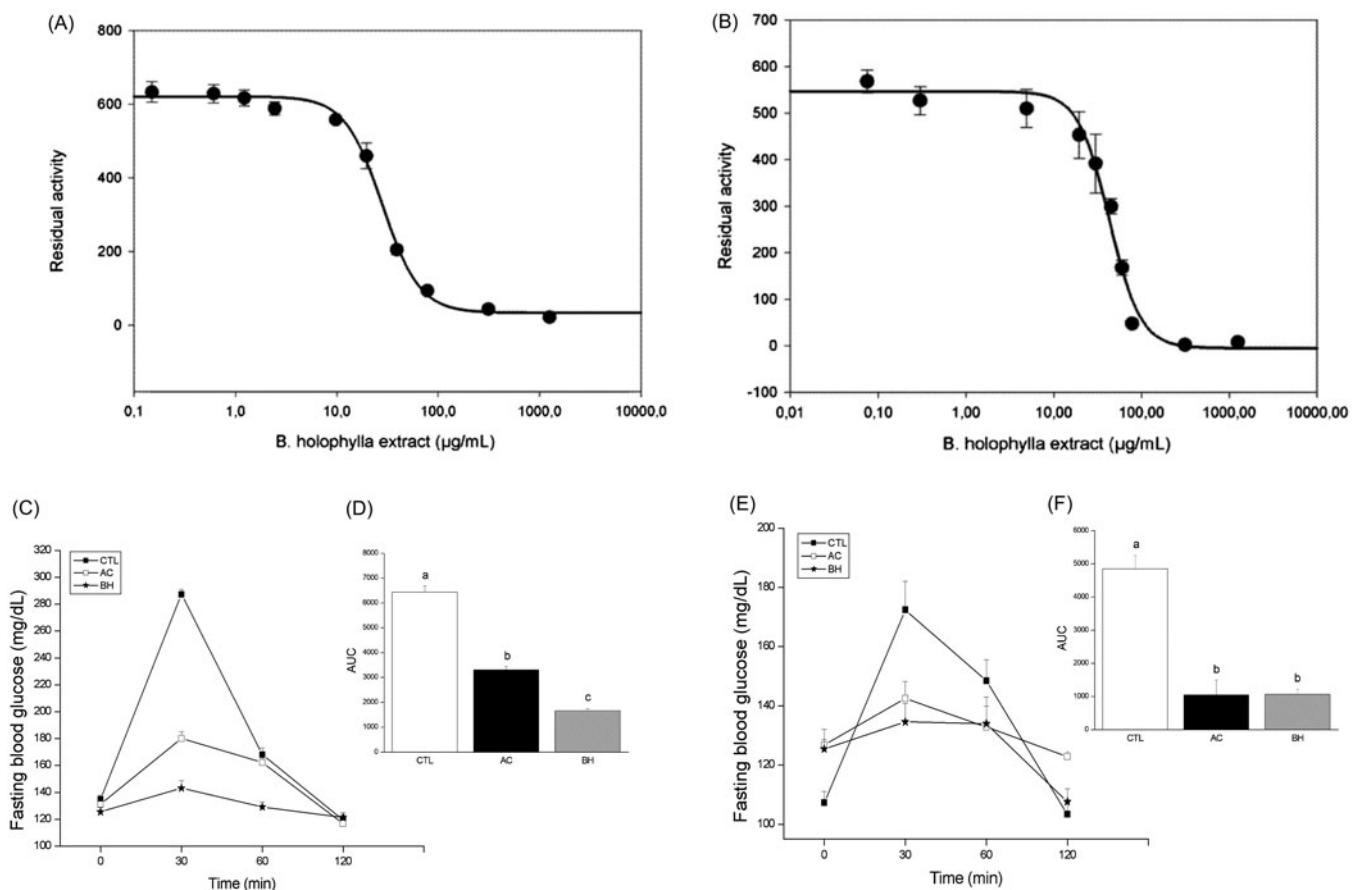 (A)
800
600
400
200
0
Residual activity
0,1 1,0 10,0 100,0 1000,0 10000,0
B. holophylla extract (µg/mL)
(B)
700
600
500
400
300
200
100
0
-100
Residual activity
0,01 0,10 1,00 10,00 100,00 1000,00 10000,00
B. holophylla extract (µg/mL)
(C)
320
300
280
260
240
220
200
180
160
140
120
100
Fasting blood glucose (mg/dL)
CTL
AC
BH
0 30 60 120
Time (min)
(D)
8000
7000
6000
5000
4000
3000
2000
1000
0
AUC
a
b
c
CTL AC BH
(E)
200
180
160
140
120
100
Fasting blood glucose (mg/dL)
CTL
AC
BH
0 30 60 120
Time (min)
(F)
6000
5000
4000
3000
2000
1000
0
AUC
a
b
b
CTL AC BH